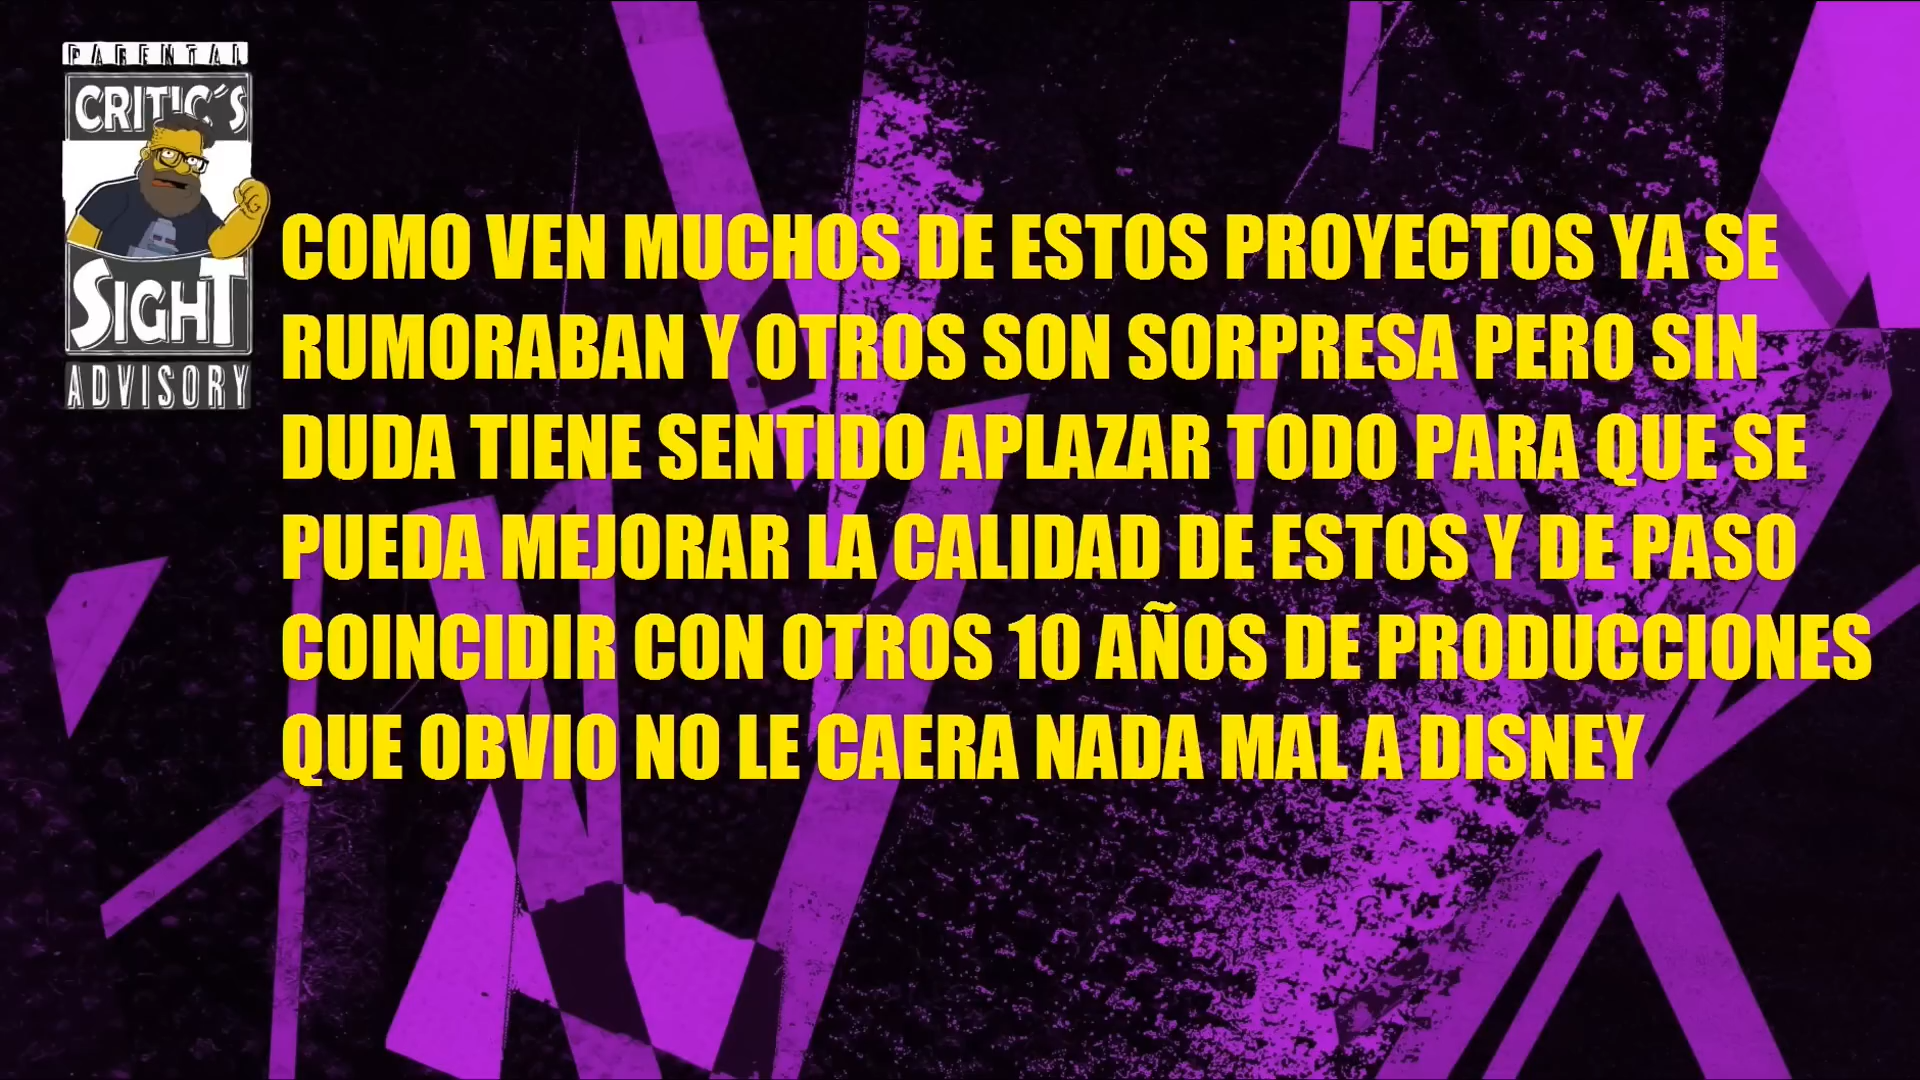 PARENTAL
CRITIC´S
SIGHT
ADVISORY
COMO VEN MUCHOS DE ESTOS PROYECTOS YA SE
RUMORABAN Y OTROS SON SORPRESA PERO SIN
DUDA TIENE SENTIDO APLAZAR TODO PARA QUE SE
PUEDA MEJORAR LA CALIDAD DE ESTOS Y DE PASO
COINCIDIR CON OTROS 10 AÑOS DE PRODUCCIONES
QUE OBVIO NO LE CAERA NADA MAL A DISNEY